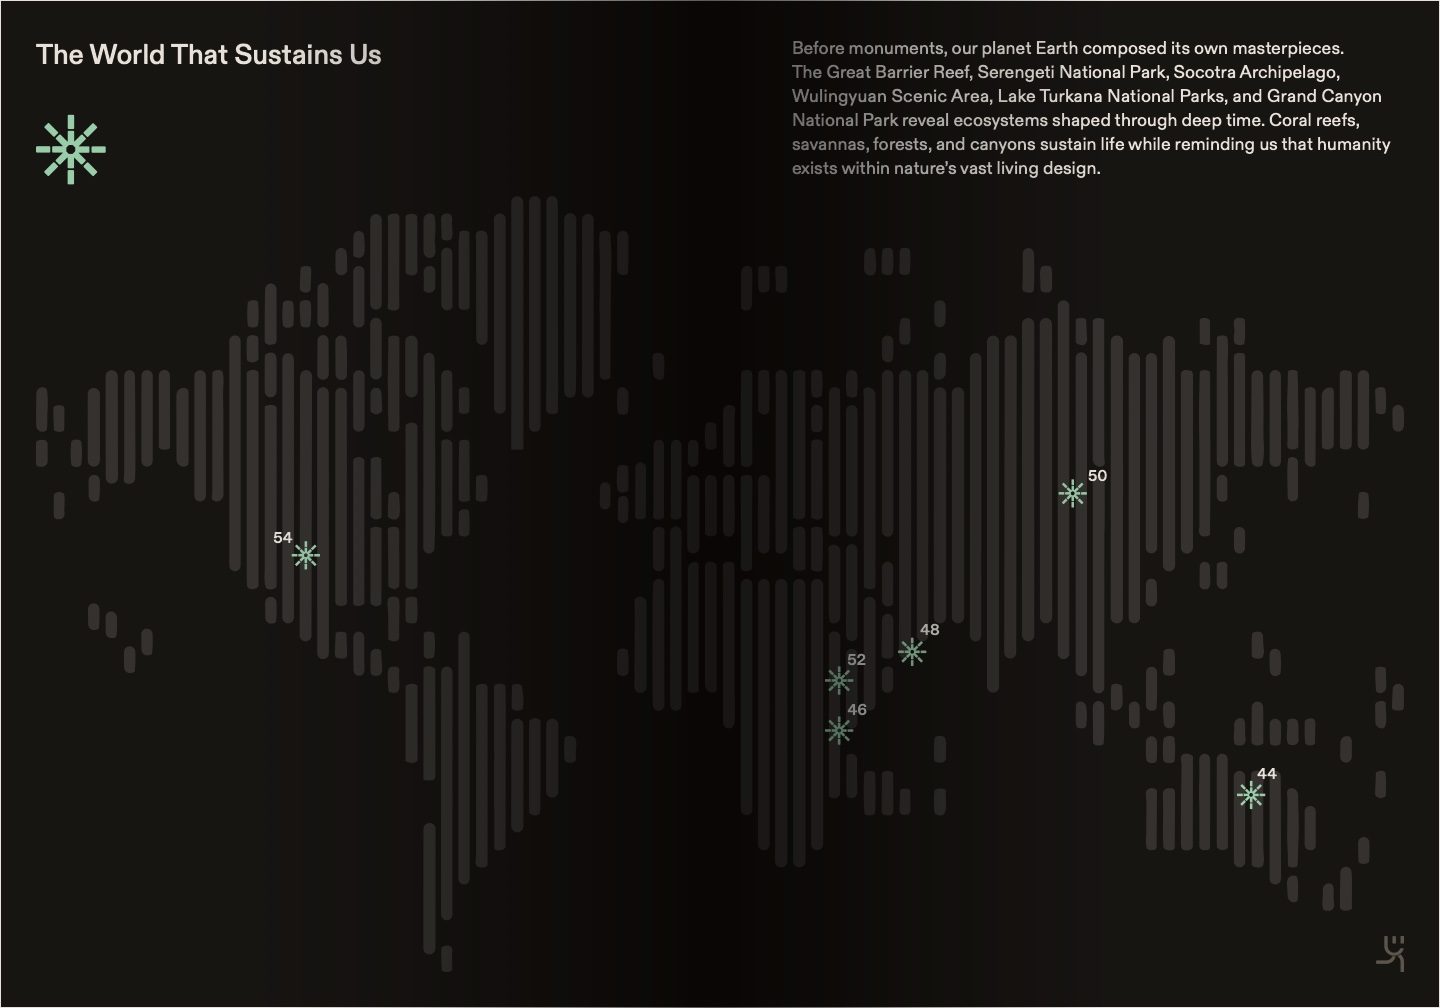 The World That Sustains Us
Before monuments, our planet Earth composed its own masterpieces.
The Great Barrier Reef, Serengeti National Park, Socotra Archipelago,
Wulingyuan Scenic Area, Lake Turkana National Parks, and Grand Canyon
National Park reveal ecosystems shaped through deep time. Coral reefs,
savannas, forests, and canyons sustain life while reminding us that humanity
exists within nature's vast living design.
50
54
48
52
46
44